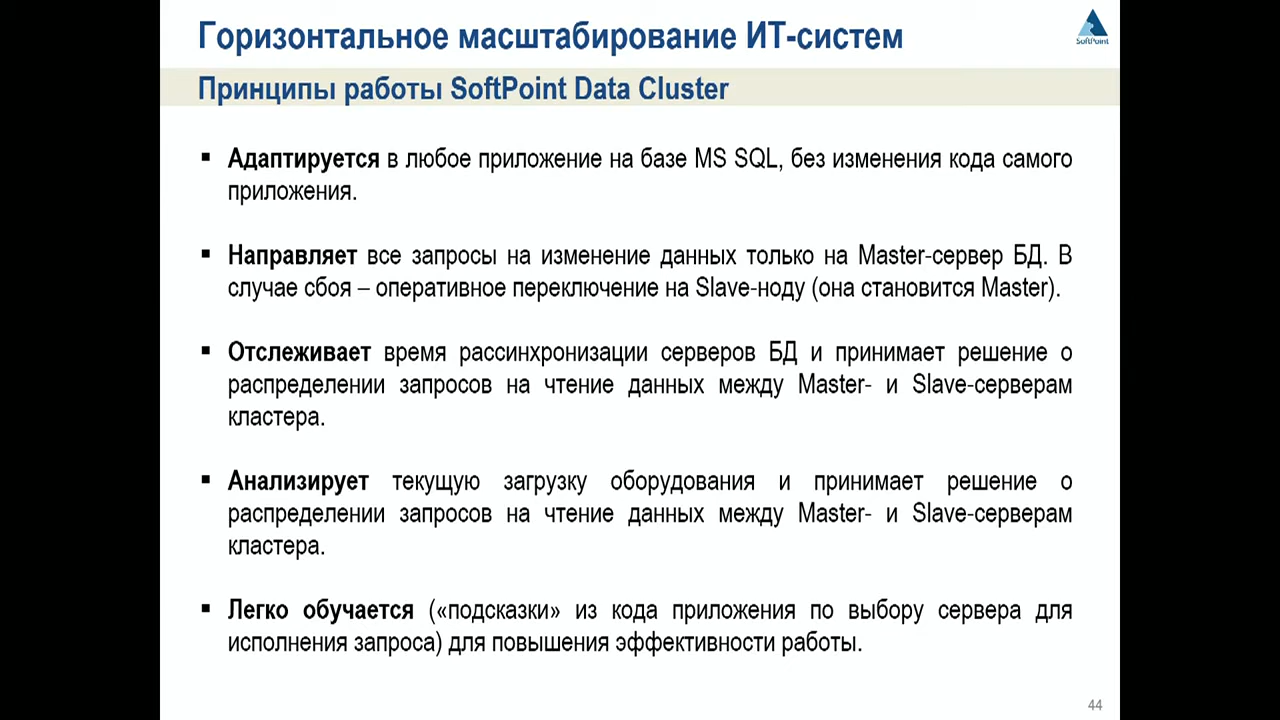 Горизонтальное масштабирование ИТ-систем
SoftPoint
Принципы работы SoftPoint Data Cluster
▪ Адаптируется в любое приложение на базе MS SQL, без изменения кода самого
приложения.
▪ Направляет все запросы на изменение данных только на Master-сервер БД. В
случае сбоя – оперативное переключение на Slave-ноду (она становится Master).
▪ Отслеживает время рассинхронизации серверов БД и принимает решение о
распределении запросов на чтение данных между Master- и Slave-серверам
кластера.
▪ Анализирует текущую загрузку оборудования и принимает решение о
распределении запросов на чтение данных между Master- и Slave-серверам
кластера.
▪ Легко обучается («подсказки» из кода приложения по выбору сервера для
исполнения запроса) для повышения эффективности работы.
44